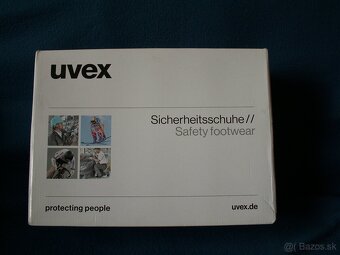 uvex
Sicherheitsschuhe//
Safety footwear
protecting people
uvex.de
@( Bazos.sk